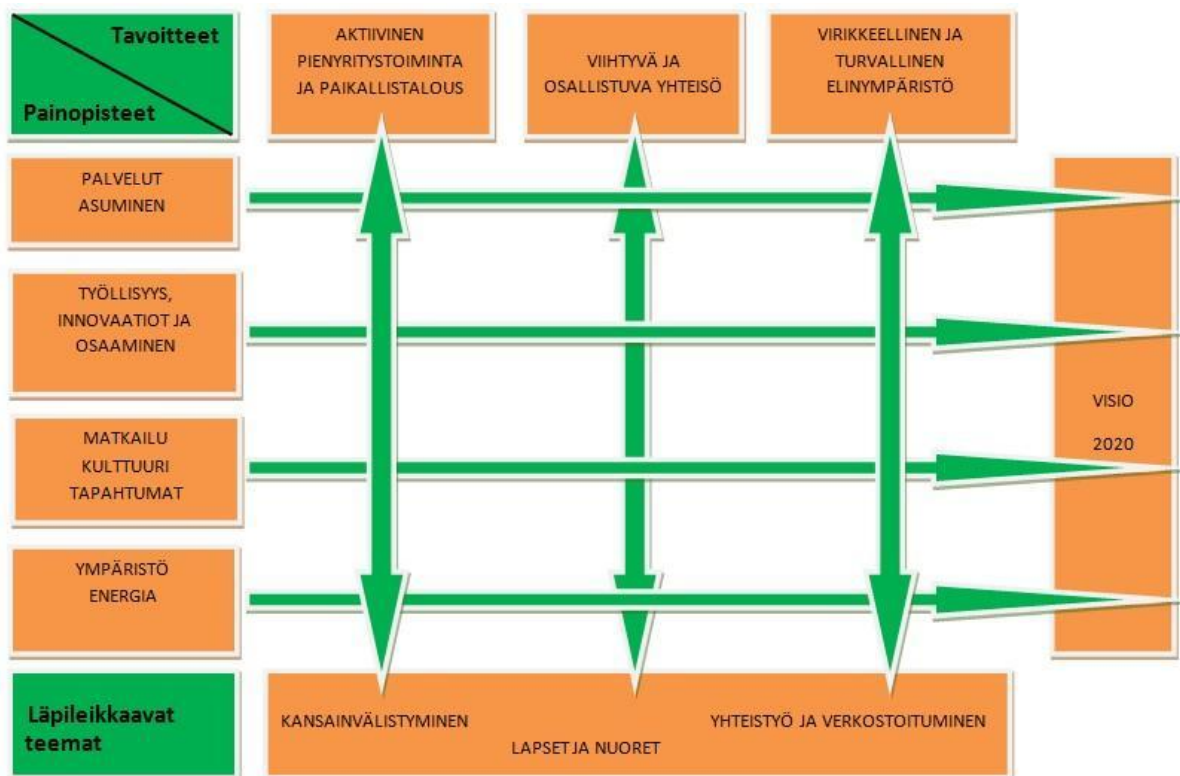 Tavoitteet
Painopisteet
AKTIIVINEN
PIENYRITYSTOIMINTA
JA PAIKALLISTALOUS
VIIHTYVÄ JA
OSALLISTUVA YHTEISÖ
VIRIKKEELLINEN JA
TURVALLINEN
ELINYMPÄRISTÖ
PALVELUT
ASUMINEN
TYÖLLISYYS,
INNOVAATIOT JA
OSAAMINEN
MATKAILU
KULTTUURI
TAPAHTUMAT
YMPÄRISTÖ
ENERGIA
VISIO
2020
Läpileikkaavat
teemat
KANSAINVÄLISTYMINEN
YHTEISTYÖ JA VERKOSTOITUMINEN
LAPSET JA NUORET